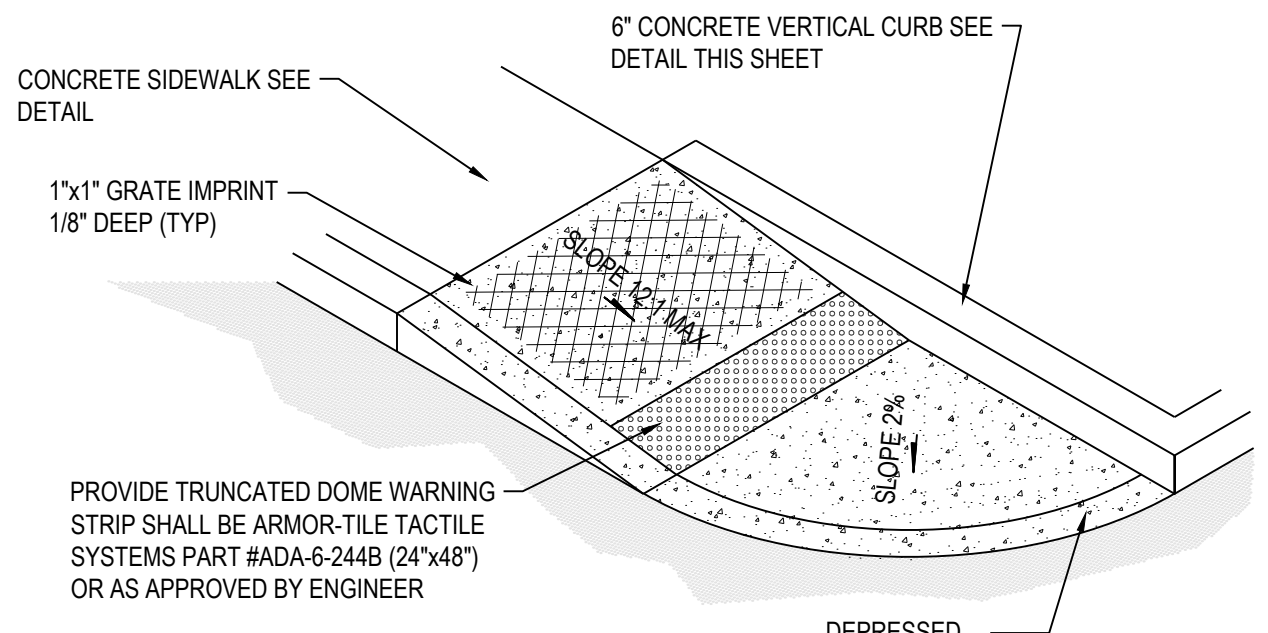 6" CONCRETE VERTICAL CURB SEE
DETAIL THIS SHEET
CONCRETE SIDEWALK SEE
DETAIL
1"x1" GRATE IMPRINT
1/8" DEEP (TYP)
SLOPE 12:1 MAX
SLOPE 2%
PROVIDE TRUNCATED DOME WARNING
STRIP SHALL BE ARMOR-TILE TACTILE
SYSTEMS PART #ADA-6-244B (24"x48")
OR AS APPROVED BY ENGINEER
DEPRESSED